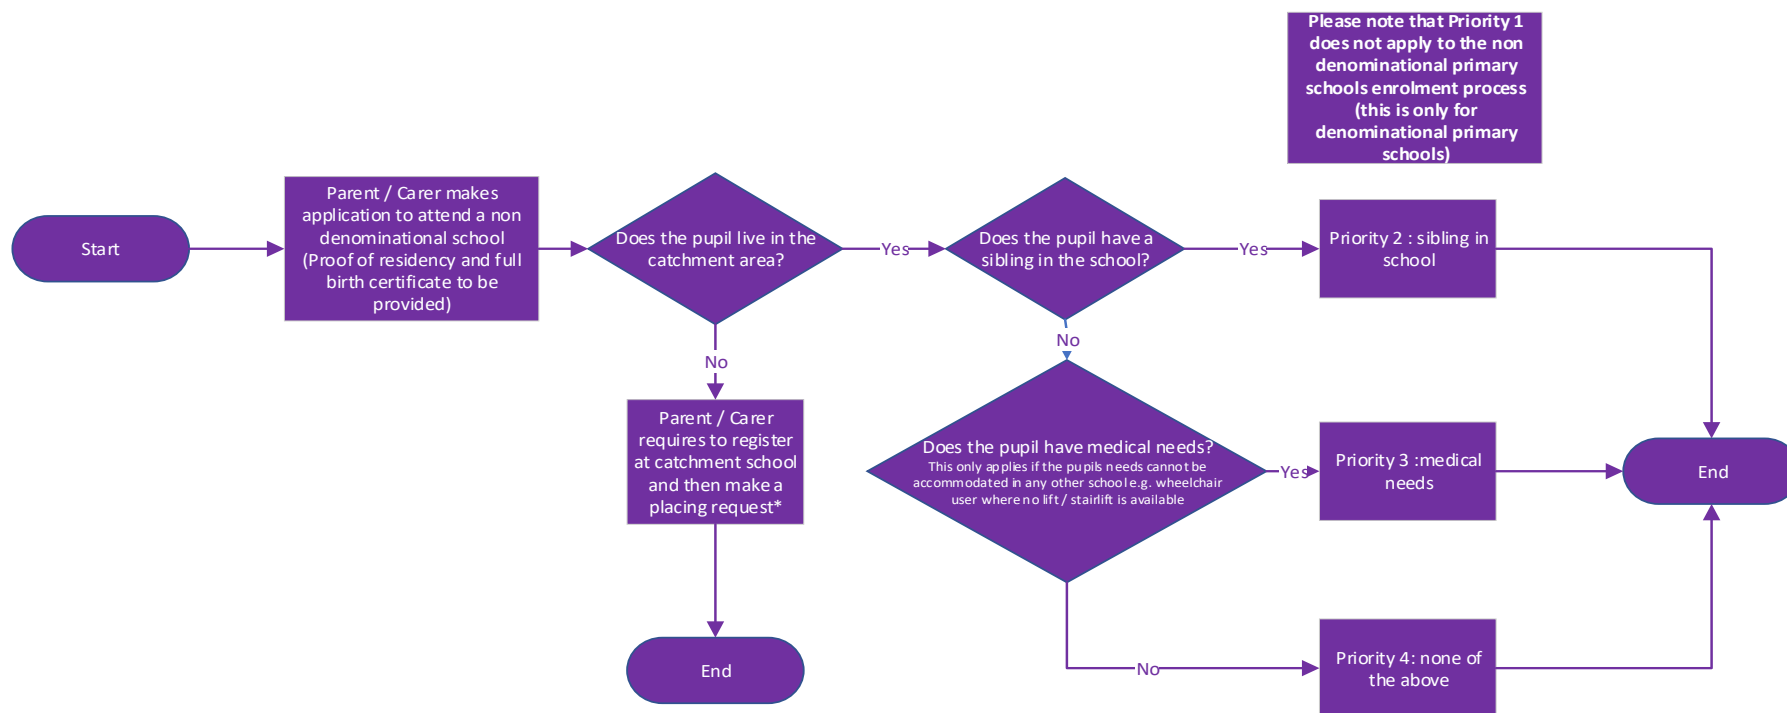 Please note that Priority 1
does not apply to the non
denominational primary
schools enrolment process
(this is only for
denominational primary
schools)
Start
Parent / Carer makes
application to attend a non
denominational school
(Proof of residency and full
birth certificate to be
provided)
Does the pupil live in the
catchment area?
Yes
Does the pupil have a
sibling in the school?
Yes
Priority 2 : sibling in
school
No
No
Parent / Carer
requires to register
at catchment school
and then make a
placing request*
Does the pupil have medical needs?
This only applies if the pupils needs cannot be
accommodated in any other school e.g. wheelchair
user where no lift / stairlift is available
Yes
Priority 3 :medical
needs
End
End
No
Priority 4: none of
the above